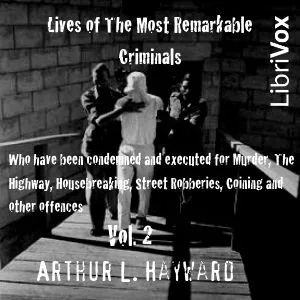 Lives of The Most Remarkable
Criminals
LibriVox
Who have been condemned and executed for Murder, The
Highway, Housebreaking, Street Robberies, Coining and
other offences
Vol. 2
ARTHUR L. HAYWARD